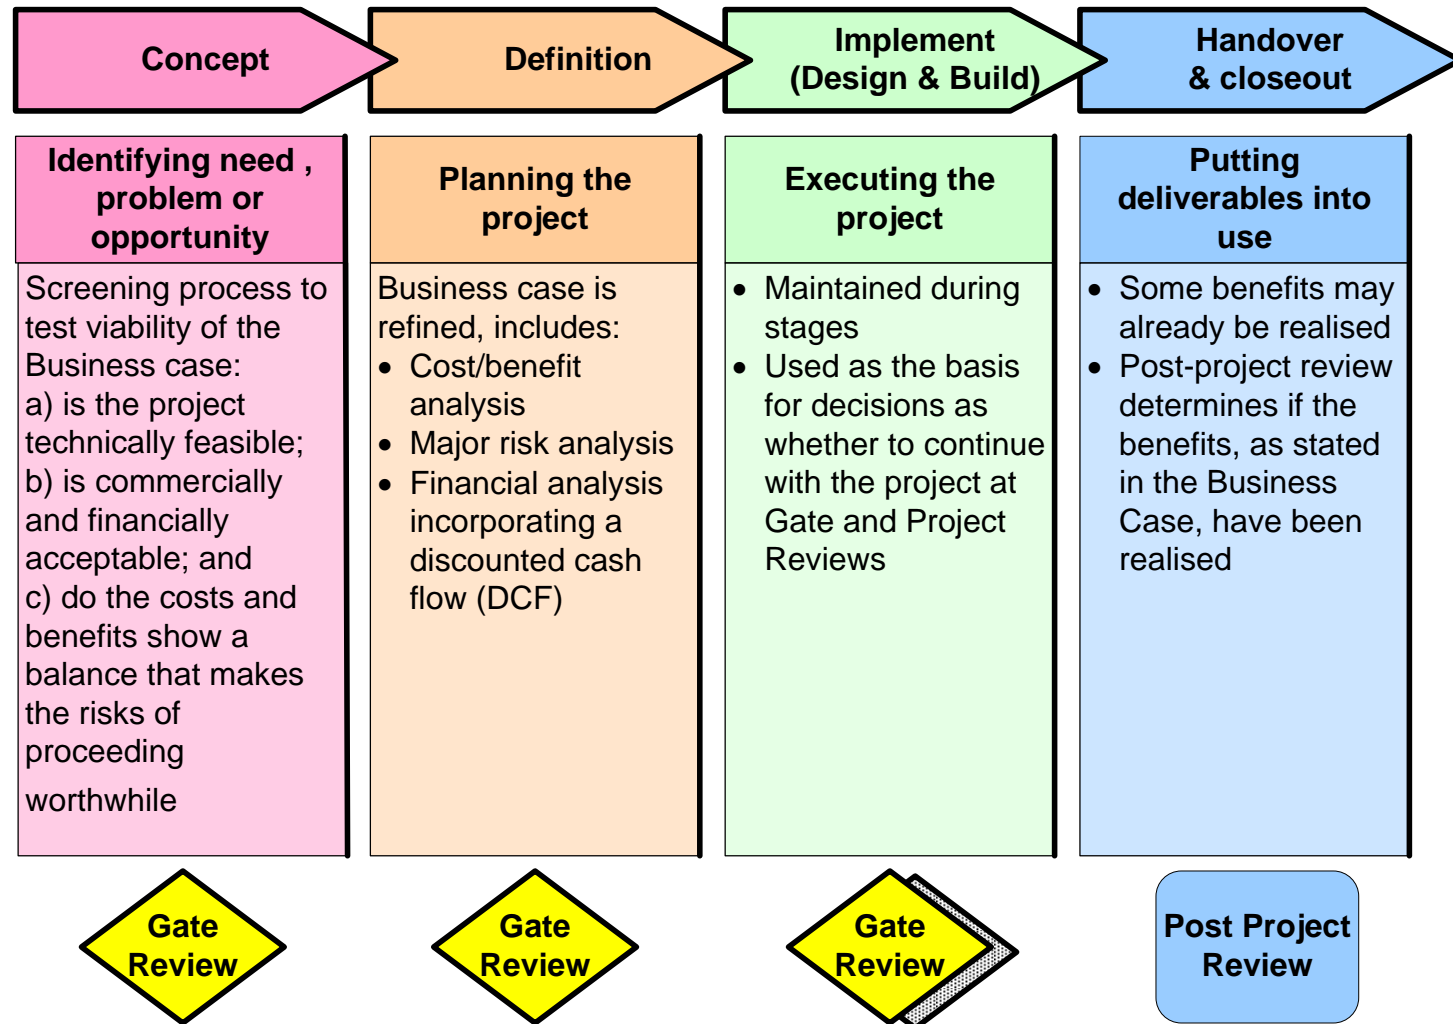 Concept
Definition
Implement
(Design & Build)
Handover
& closeout
Identifying need ,
problem or
opportunity
Screening process to
test viability of the
Business case:
a) is the project
technically feasible;
b) is commercially
and financially
acceptable; and
c) do the costs and
benefits show a
balance that makes
the risks of
proceeding
worthwhile
Planning the
project
Business case is
refined, includes:
• Cost/benefit
analysis
• Major risk analysis
• Financial analysis
incorporating a
discounted cash
flow (DCF)
Executing the
project
• Maintained during
stages
• Used as the basis
for decisions as
whether to continue
with the project at
Gate and Project
Reviews
Putting
deliverables into
use
• Some benefits may
already be realised
• Post-project review
determines if the
benefits, as stated
in the Business
Case, have been
realised
Gate
Review
Gate
Review
Gate
Review
Post Project
Review